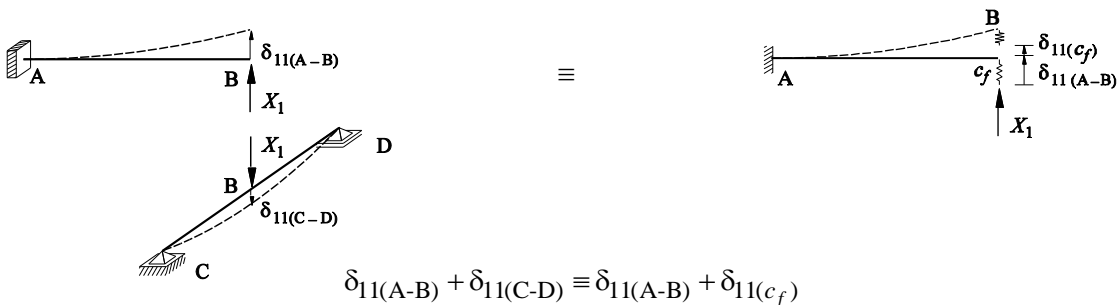 δ11(A–B)
A
B
X1
X1
D
B
δ11(C–D)
C
≡
B
δ11(cf)
A
cf
δ11(A–B)
X1
δ11(A-B) + δ11(C-D) ≡ δ11(A-B) + δ11(cf)